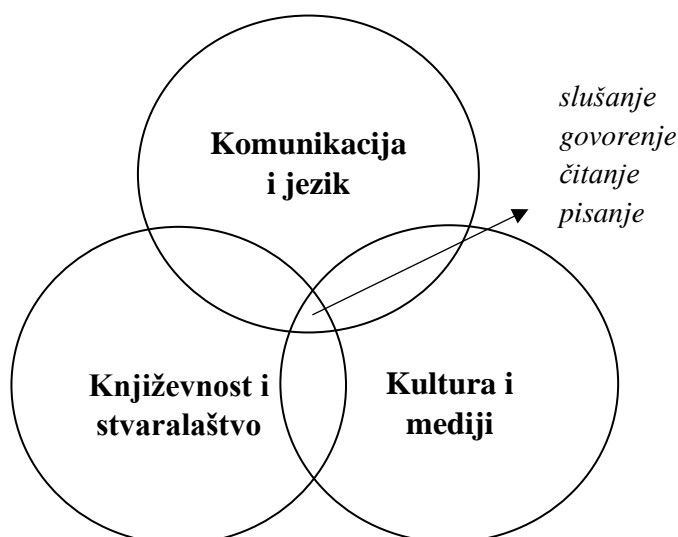 Komunikacija
i jezik
slušanje
govorenje
čitanje
pisanje
Književnost i
stvaralaštvo
Kultura i
mediji